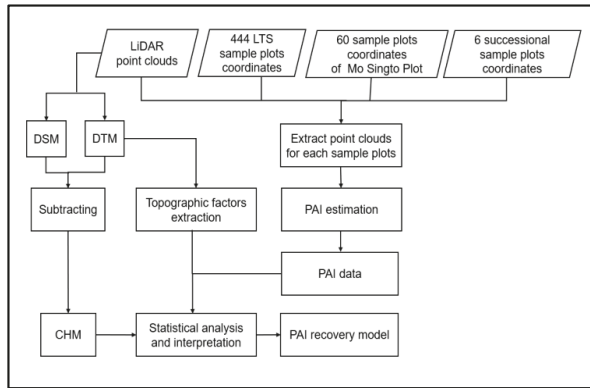 LiDAR
point clouds
444 LTS
sample plots
coordinates
60 sample plots
coordinates
of Mo Singto Plot
6 successional
sample plots
coordinates
DSM
DTM
Extract point clouds
for each sample plots
Subtracting
Topographic factors
extraction
PAI estimation
PAI data
CHM
Statistical analysis
and interpretation
PAI recovery model